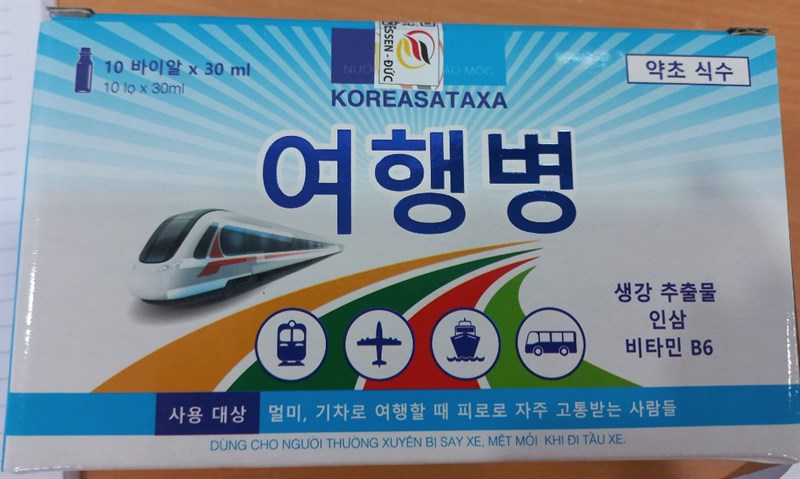 10 바이알 x 30 ml
10 lọ x 30ml
ESSEN - ĐỨC
약초 식수
KOREASATAXA
여행병
생강 추출물
인삼
비타민 B6
사용 대상
멀미, 기차로 여행할 때 피로로 자주 고통받는 사람들
DÙNG CHO NGƯỜI THƯỜNG XUYÊN BỊ SAY XE, MỆT MỎI KHI ĐI TÀU XE.